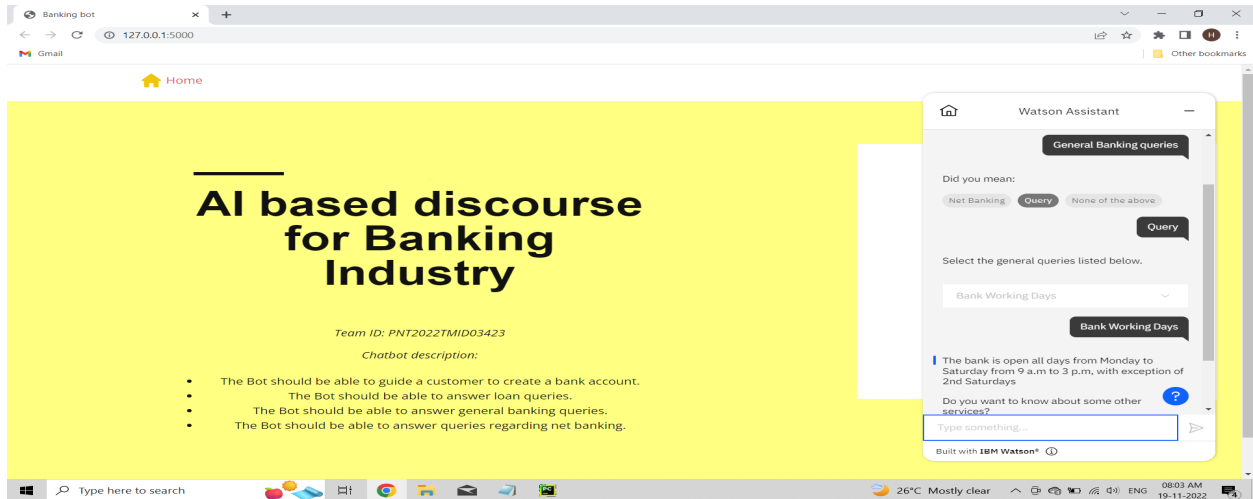 Banking bot
127.0.0.1:5000
H
Gmail
Other bookmarks
Home
AI based discourse
for Banking
Industry
Team ID: PNT2022TMID03423
Chatbot description:
• The Bot should be able to guide a customer to create a bank account.
• The Bot should be able to answer loan queries.
• The Bot should be able to answer general banking queries.
• The Bot should be able to answer queries regarding net banking.
Watson Assistant
General Banking queries
Did you mean:
Net Banking Query None of the above
Query
Select the general queries listed below.
Bank Working Days
Bank Working Days
The bank is open all days from Monday to
Saturday from 9 a.m to 3 p.m, with exception of
2nd Saturdays
Do you want to know about some other
services?
?
Type something...
Built with IBM Watson®
Type here to search
26°C Mostly clear
ENG
08:03 AM
19-11-2022
4